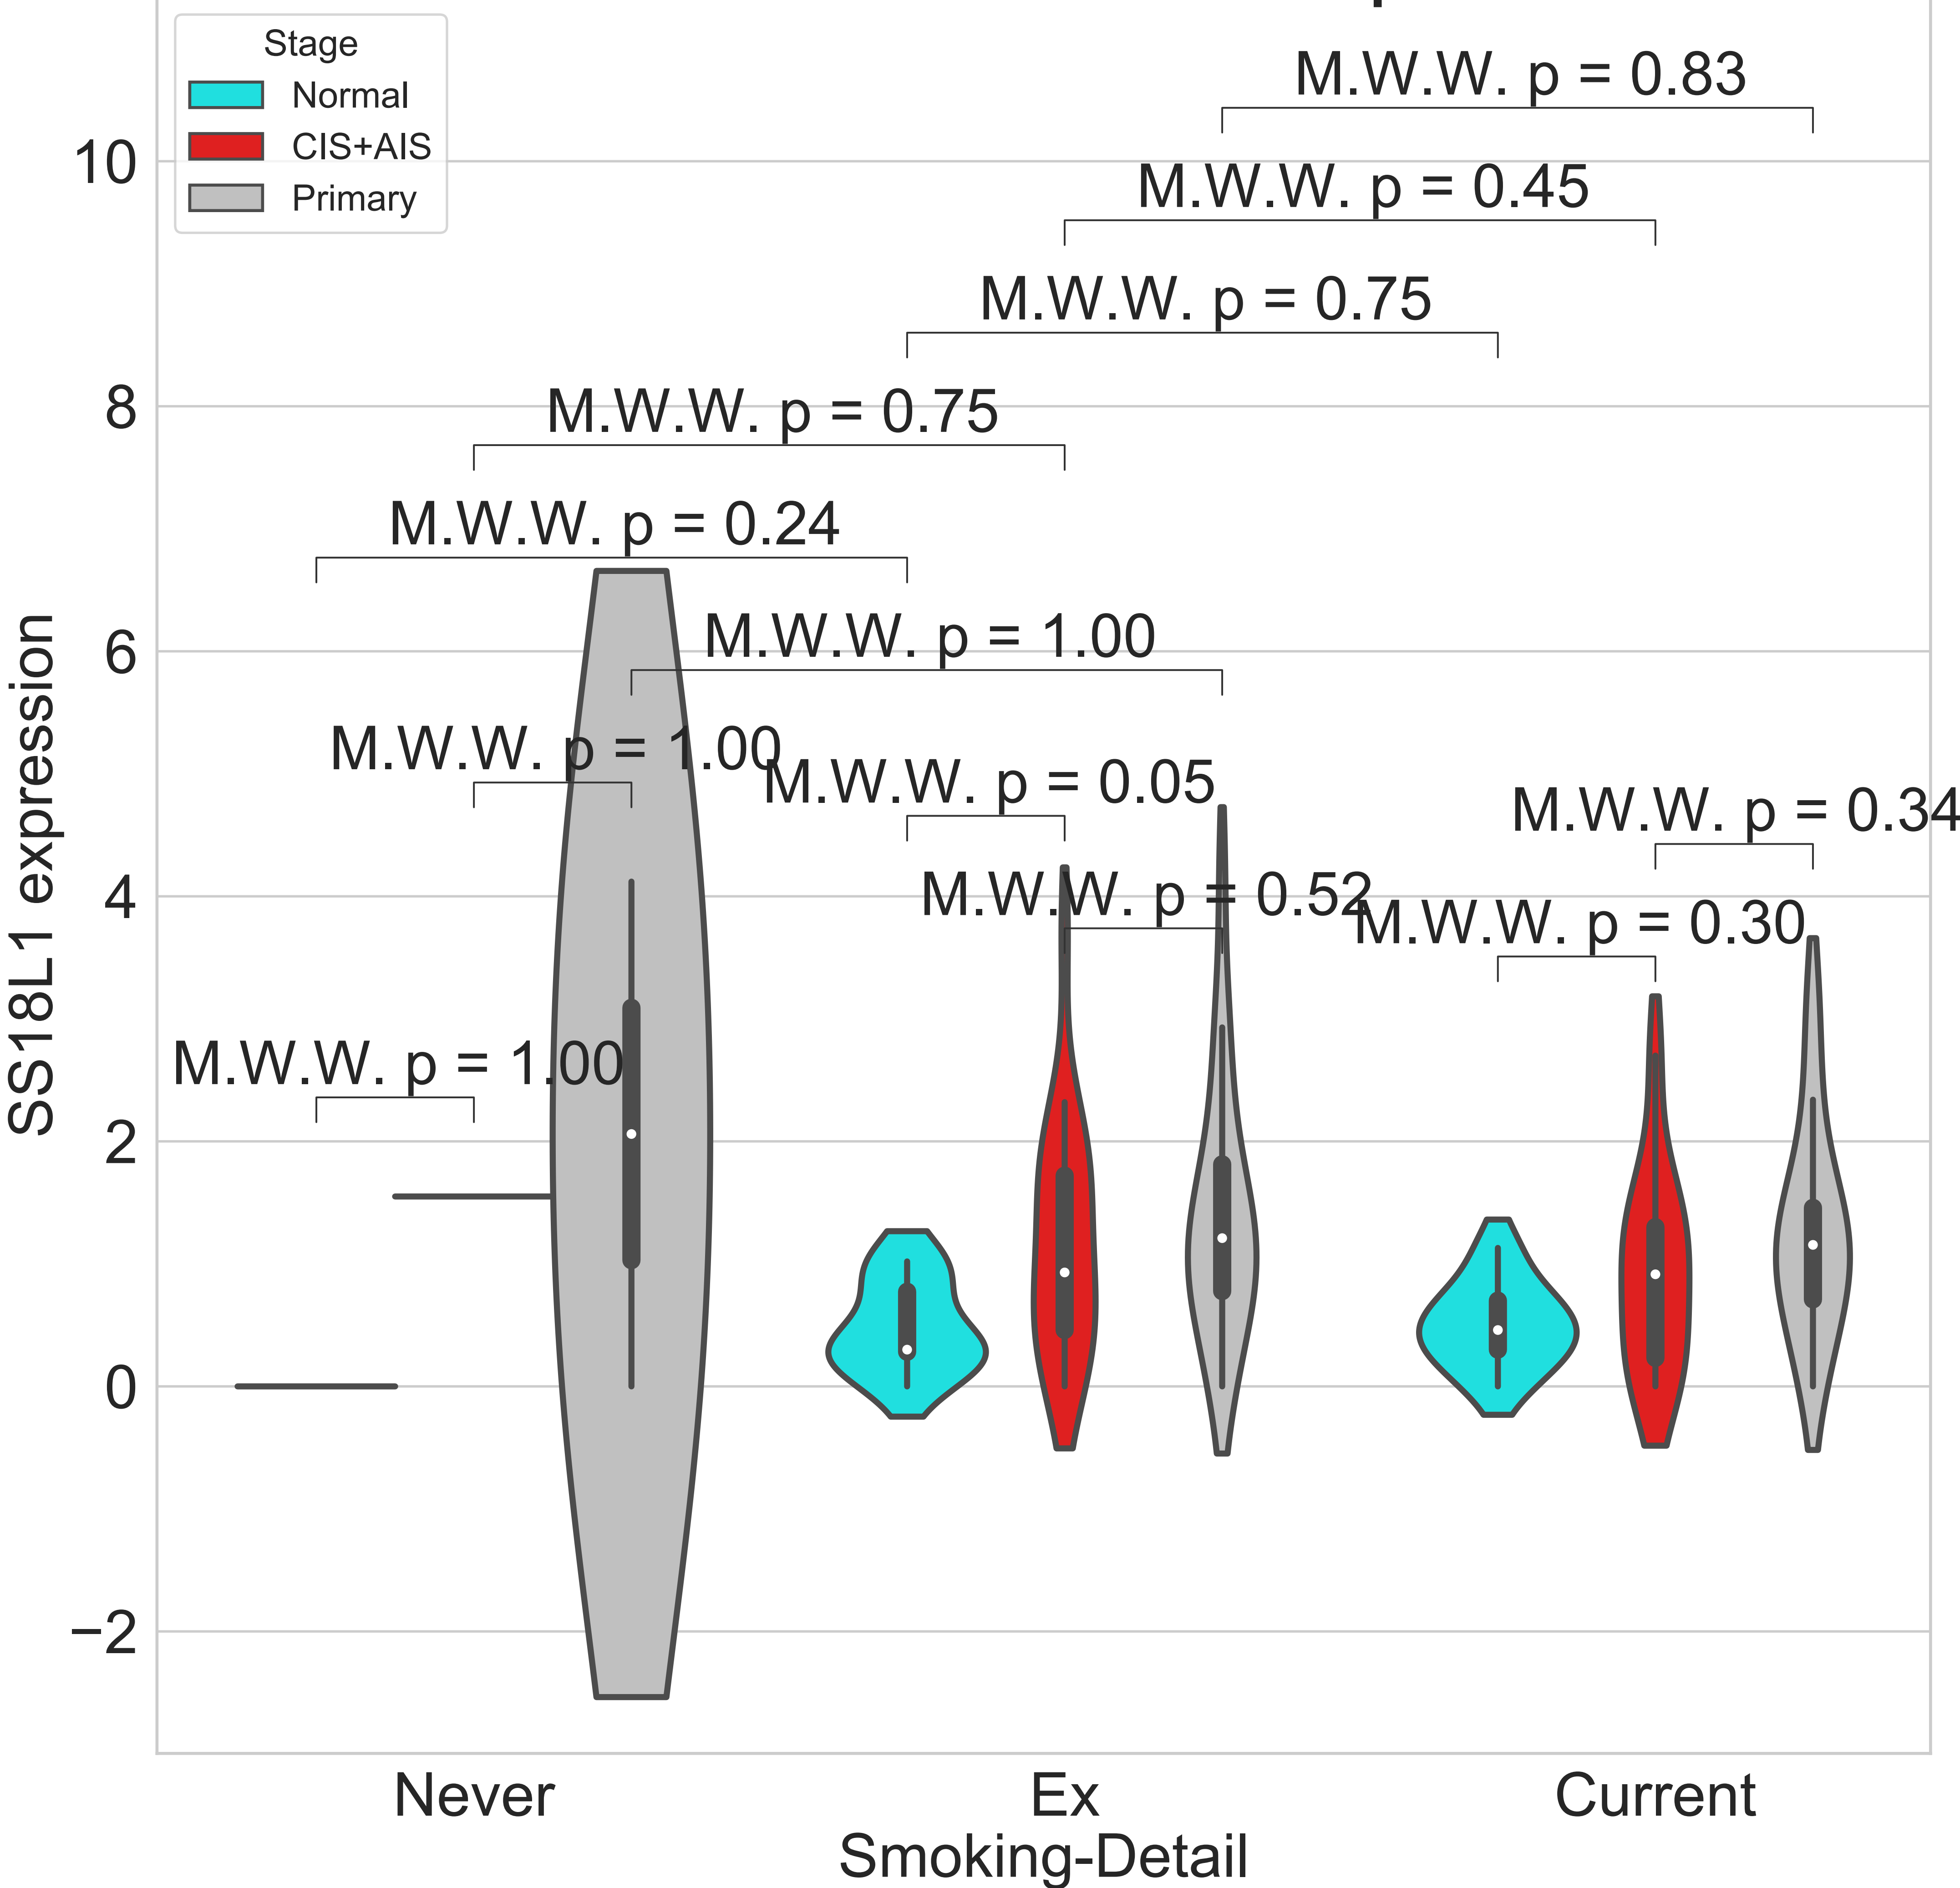 Stage
Normal
CIS+AIS
Primary
M.W.W. p = 0.83
M.W.W. p = 0.45
M.W.W. p = 0.75
M.W.W. p = 0.75
M.W.W. p = 0.24
M.W.W. p = 1.00
M.W.W. p = 1.00
M.W.W. p = 0.05
M.W.W. p = 0.34
M.W.W. p = 0.52
M.W.W. p = 0.30
M.W.W. p = 1.00
SS18L1 expression
10
8
6
4
2
0
−2
Never
Ex
Current
Smoking-Detail